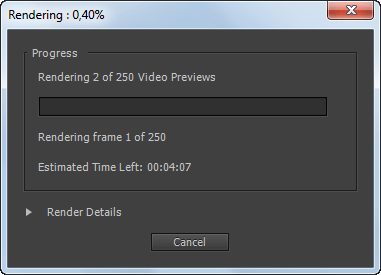 Rendering : 0,40%
Progress
Rendering 2 of 250 Video Previews
Rendering frame 1 of 250
Estimated Time Left: 00:04:07
Render Details
Cancel